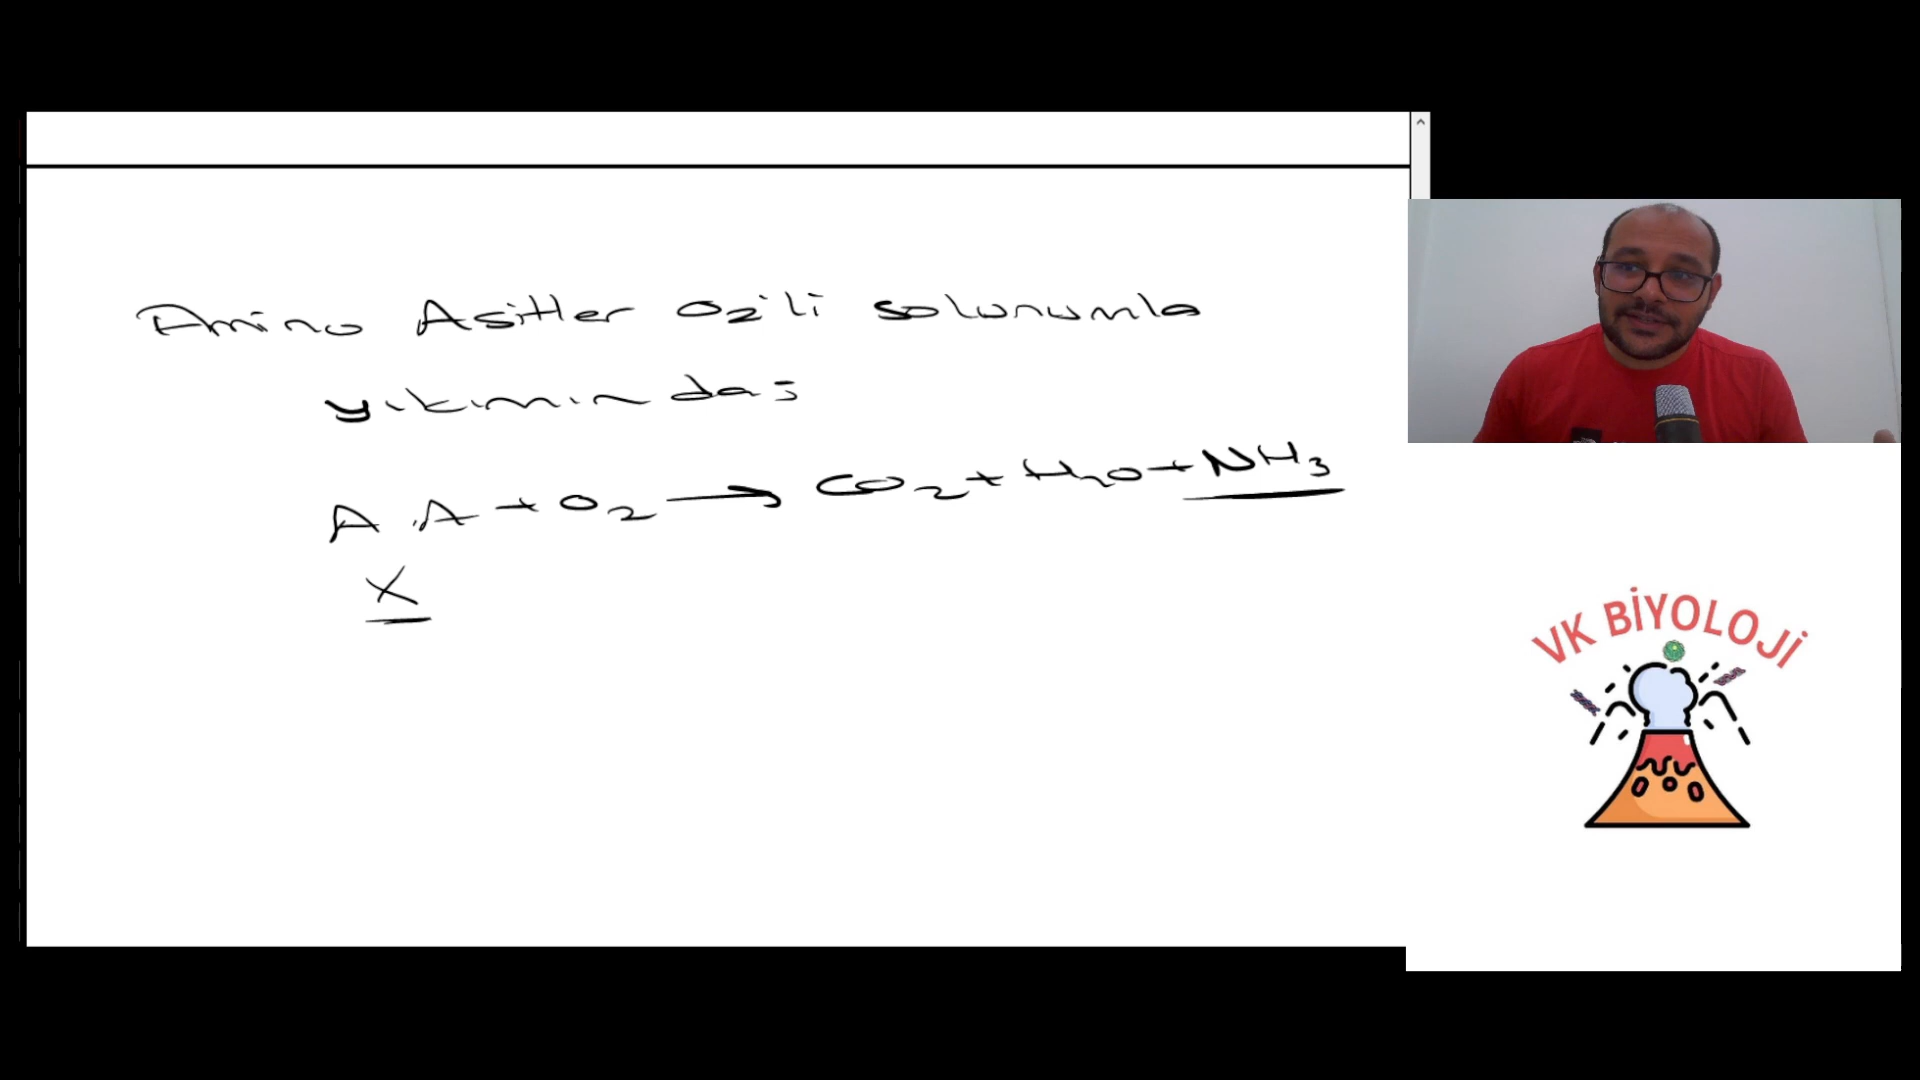 Amino Asitler O2'li solunumla
yıkımında;
A.A + O2 → CO2 + H2O + NH3
X
VK BİYOLOJİ